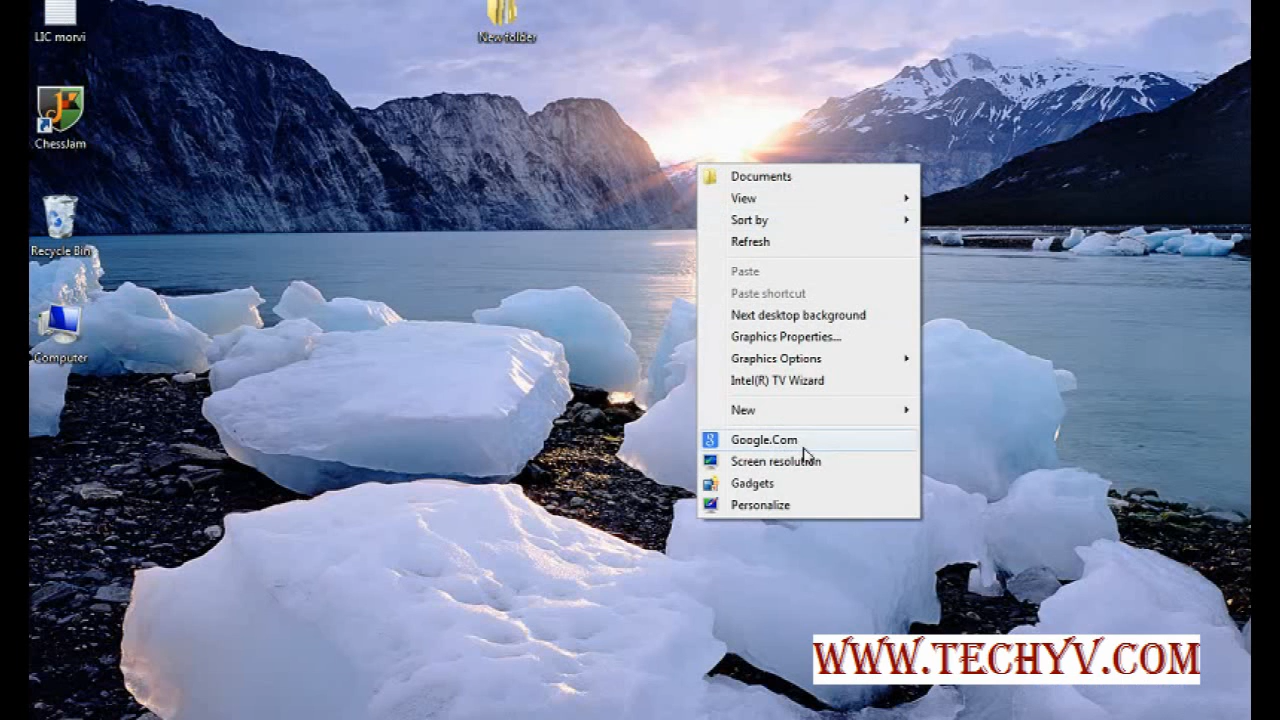 LIC morvi
New folder
ChessJam
Recycle Bin
Computer
Documents
View
Sort by
Refresh
Paste
Paste shortcut
Next desktop background
Graphics Properties...
Graphics Options
Intel(R) TV Wizard
New
Google.Com
Screen resolution
Gadgets
Personalize
WWW.TECHYV.COM